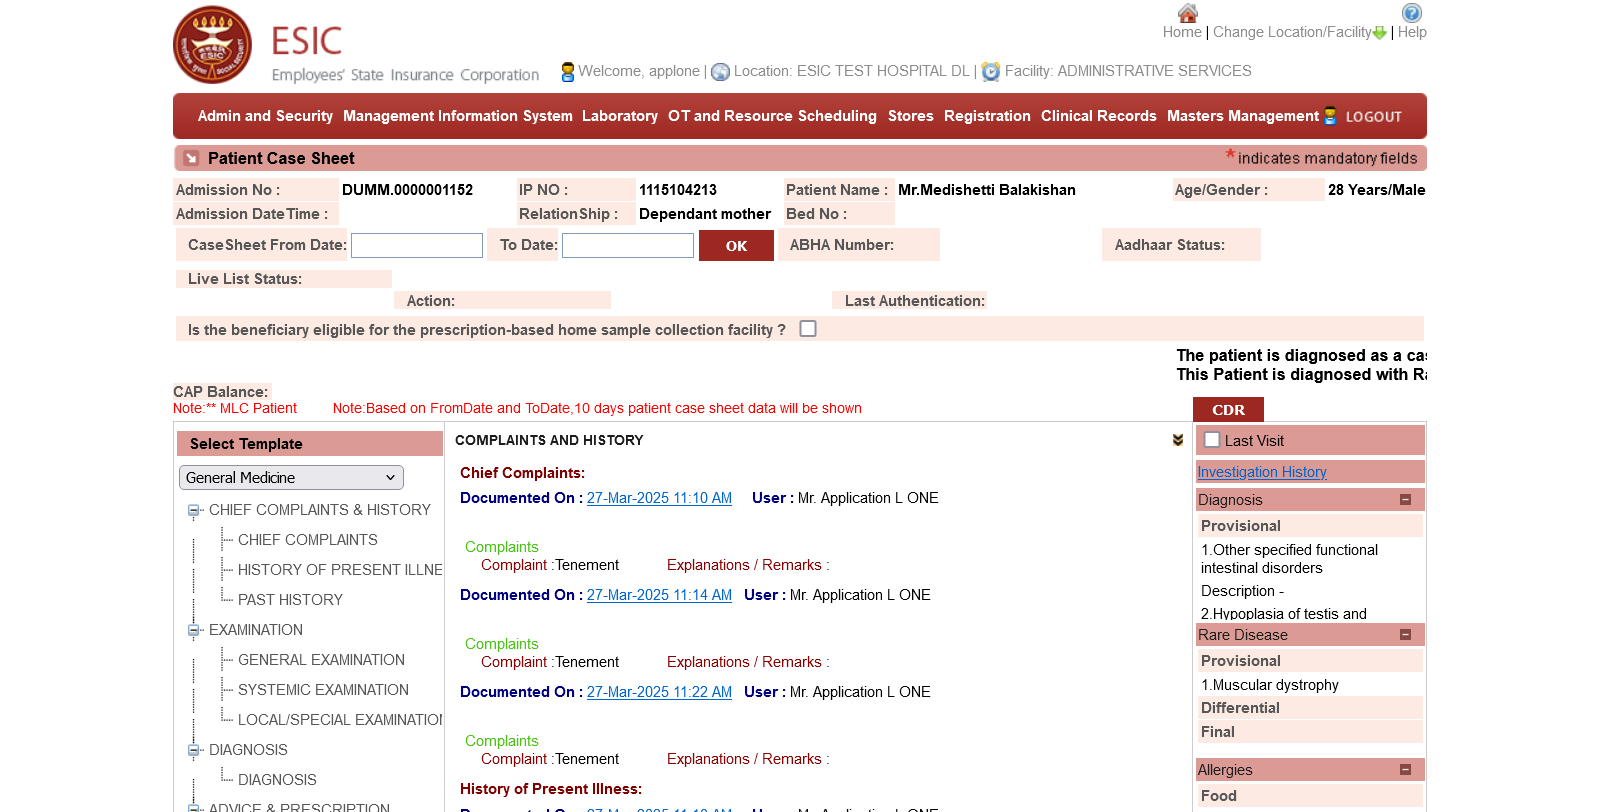 Home | Change Location/Facility | Help
ESIC
Employees' State Insurance Corporation
Welcome, applone | Location: ESIC TEST HOSPITAL DL | Facility: ADMINISTRATIVE SERVICES
Admin and Security Management Information System Laboratory OT and Resource Scheduling Stores Registration Clinical Records Masters Management LOGOUT
Patient Case Sheet *indicates mandatory fields
Admission No : DUMM.0000001152 IP NO : 1115104213 Patient Name : Mr.Medishetti Balakishan Age/Gender : 28 Years/Male
Admission DateTime : RelationShip : Dependant mother Bed No :
CaseSheet From Date: To Date: OK ABHA Number: Aadhaar Status:
Live List Status:
Action: Last Authentication:
Is the beneficiary eligible for the prescription-based home sample collection facility ?
The patient is diagnosed as a ca
This Patient is diagnosed with Ra
CAP Balance:
Note:** MLC Patient Note:Based on FromDate and ToDate,10 days patient case sheet data will be shown
CDR
Select Template
General Medicine
CHIEF COMPLAINTS & HISTORY
CHIEF COMPLAINTS
HISTORY OF PRESENT ILLNE
PAST HISTORY
EXAMINATION
GENERAL EXAMINATION
SYSTEMIC EXAMINATION
LOCAL/SPECIAL EXAMINATION
DIAGNOSIS
DIAGNOSIS
ADVICE & PRESCRIPTION
COMPLAINTS AND HISTORY
Chief Complaints:
Documented On : 27-Mar-2025 11:10 AM User : Mr. Application L ONE
Complaints
Complaint :Tenement Explanations / Remarks :
Documented On : 27-Mar-2025 11:14 AM User : Mr. Application L ONE
Complaints
Complaint :Tenement Explanations / Remarks :
Documented On : 27-Mar-2025 11:22 AM User : Mr. Application L ONE
Complaints
Complaint :Tenement Explanations / Remarks :
History of Present Illness:
Last Visit
Investigation History
Diagnosis
Provisional
1.Other specified functional
intestinal disorders
Description -
2.Hypoplasia of testis and
Rare Disease
Provisional
1.Muscular dystrophy
Differential
Final
Allergies
Food